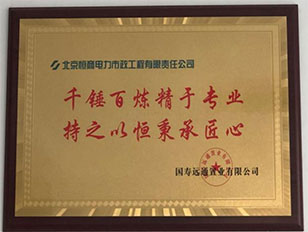 北京恒商电力市政工程有限责任公司
千锤百炼精于专业
持之以恒秉承匠心
国寿远通置业有限公司